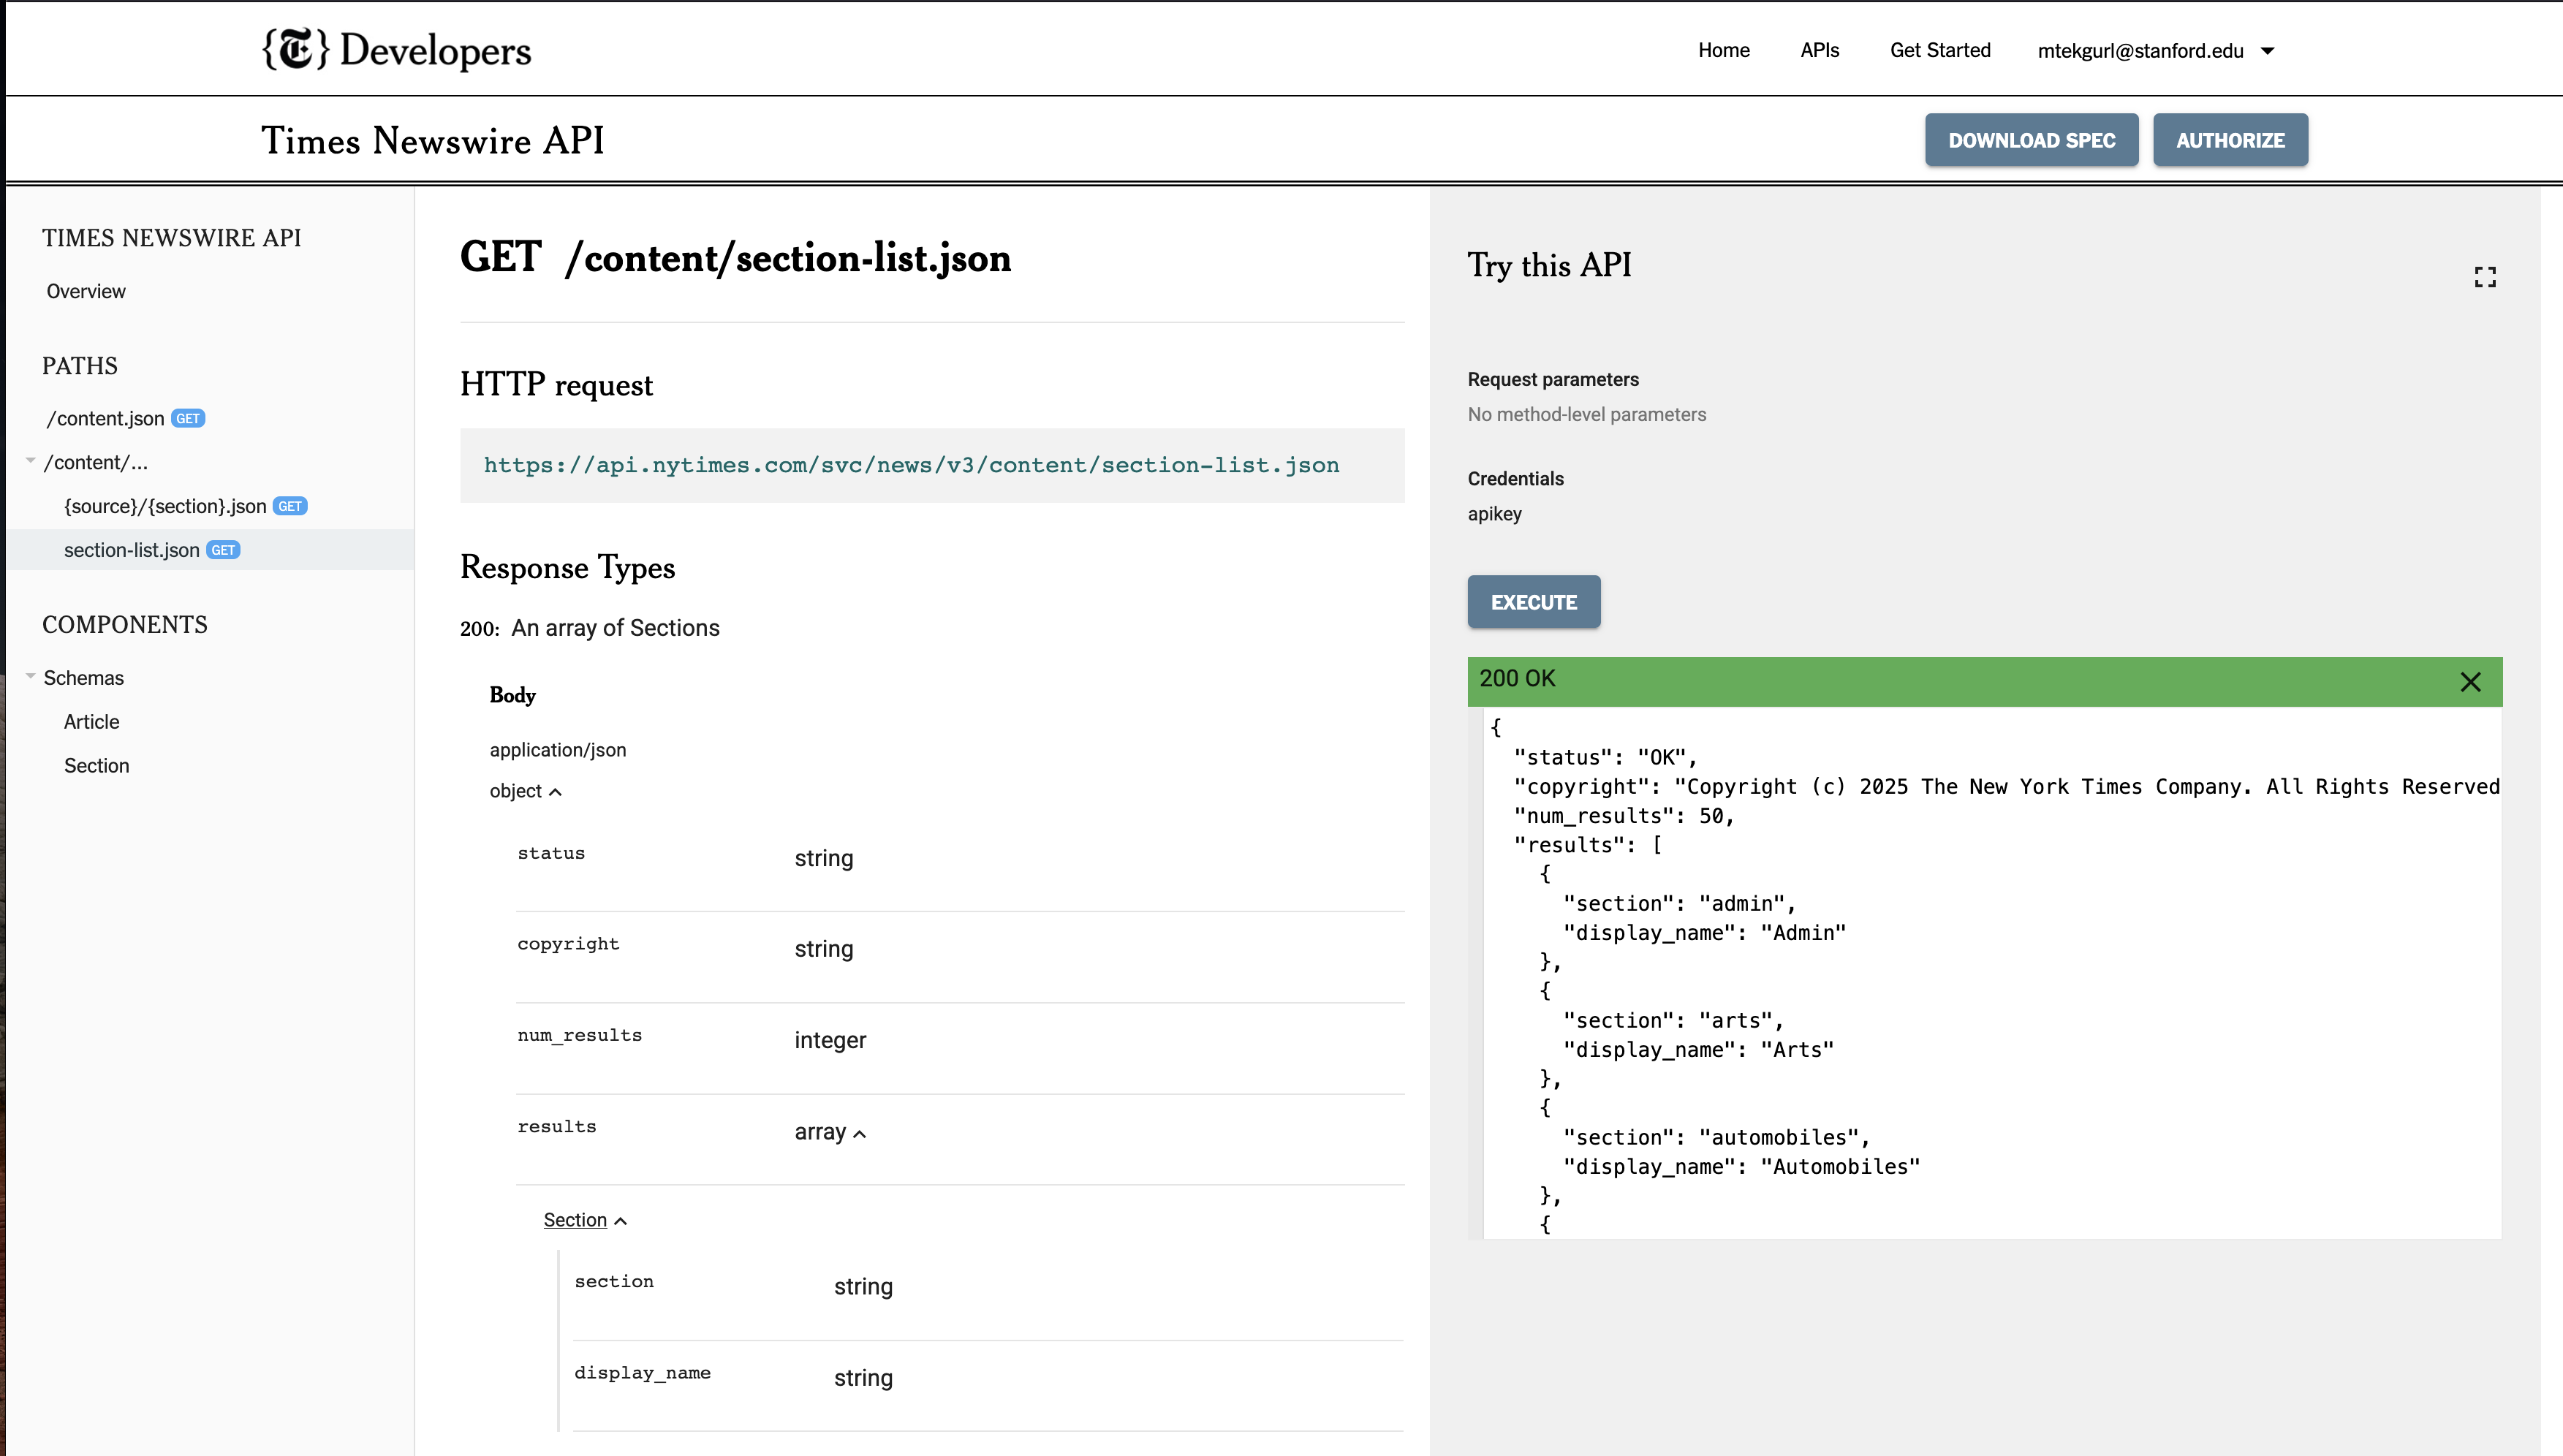 {T} Developers
Home APIs Get Started mtekgurl@stanford.edu
Times Newswire API
DOWNLOAD SPEC AUTHORIZE
TIMES NEWSWIRE API
Overview
PATHS
/content.json GET
/content/...
{source}/{section}.json GET
section-list.json GET
COMPONENTS
Schemas
Article
Section
GET /content/section-list.json
HTTP request
https://api.nytimes.com/svc/news/v3/content/section-list.json
Response Types
200: An array of Sections
Body
application/json
object
status string
copyright string
num_results integer
results array
Section
section string
display_name string
Try this API
Request parameters
No method-level parameters
Credentials
apikey
EXECUTE
200 OK
{
"status": "OK",
"copyright": "Copyright (c) 2025 The New York Times Company. All Rights Reserved
"num_results": 50,
"results": [
{
"section": "admin",
"display_name": "Admin"
},
{
"section": "arts",
"display_name": "Arts"
},
{
"section": "automobiles",
"display_name": "Automobiles"
},
{